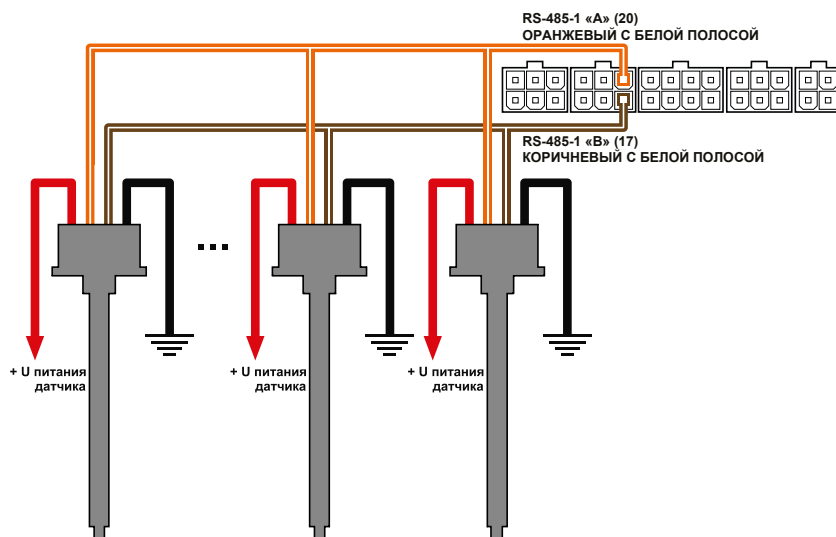 RS-485-1 «A» (20)
ОРАНЖЕВЫЙ С БЕЛОЙ ПОЛОСОЙ
RS-485-1 «B» (17)
КОРИЧНЕВЫЙ С БЕЛОЙ ПОЛОСОЙ
...
+ U питания
датчика
+ U питания
датчика
+ U питания
датчика